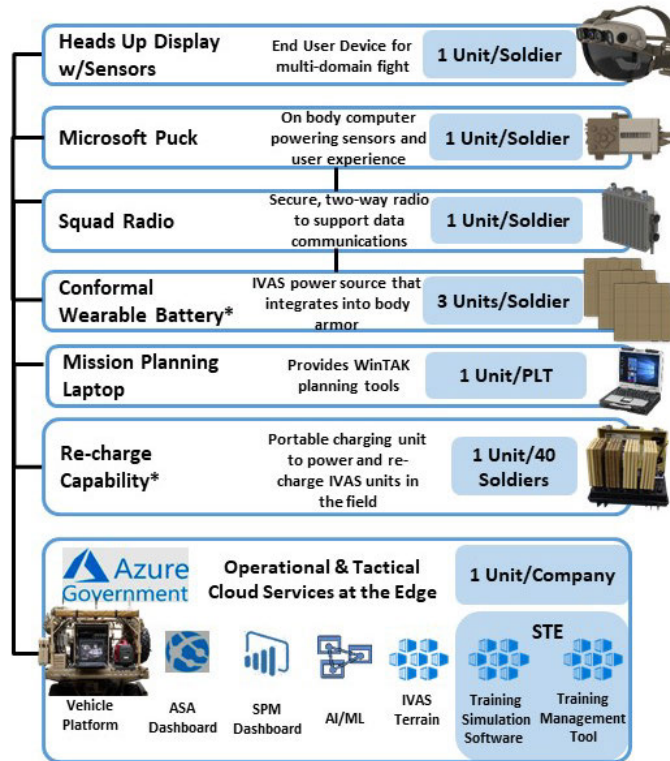 Heads Up Display
w/Sensors
End User Device for
multi-domain fight
1 Unit/Soldier
Microsoft Puck
On body computer
powering sensors and
user experience
1 Unit/Soldier
Squad Radio
Secure, two-way radio
to support data
communications
1 Unit/Soldier
Conformal
Wearable Battery*
IVAS power source that
integrates into body
armor
3 Units/Soldier
Mission Planning
Laptop
Provides WinTAK
planning tools
1 Unit/PLT
Re-charge
Capability*
Portable charging unit
to power and re-
charge IVAS units in
the field
1 Unit/40
Soldiers
Azure
Government
Operational & Tactical
Cloud Services at the Edge
1 Unit/Company
STE
Vehicle
Platform
ASA
Dashboard
SPM
Dashboard
AI/ML
IVAS
Terrain
Training
Simulation
Software
Training
Management
Tool